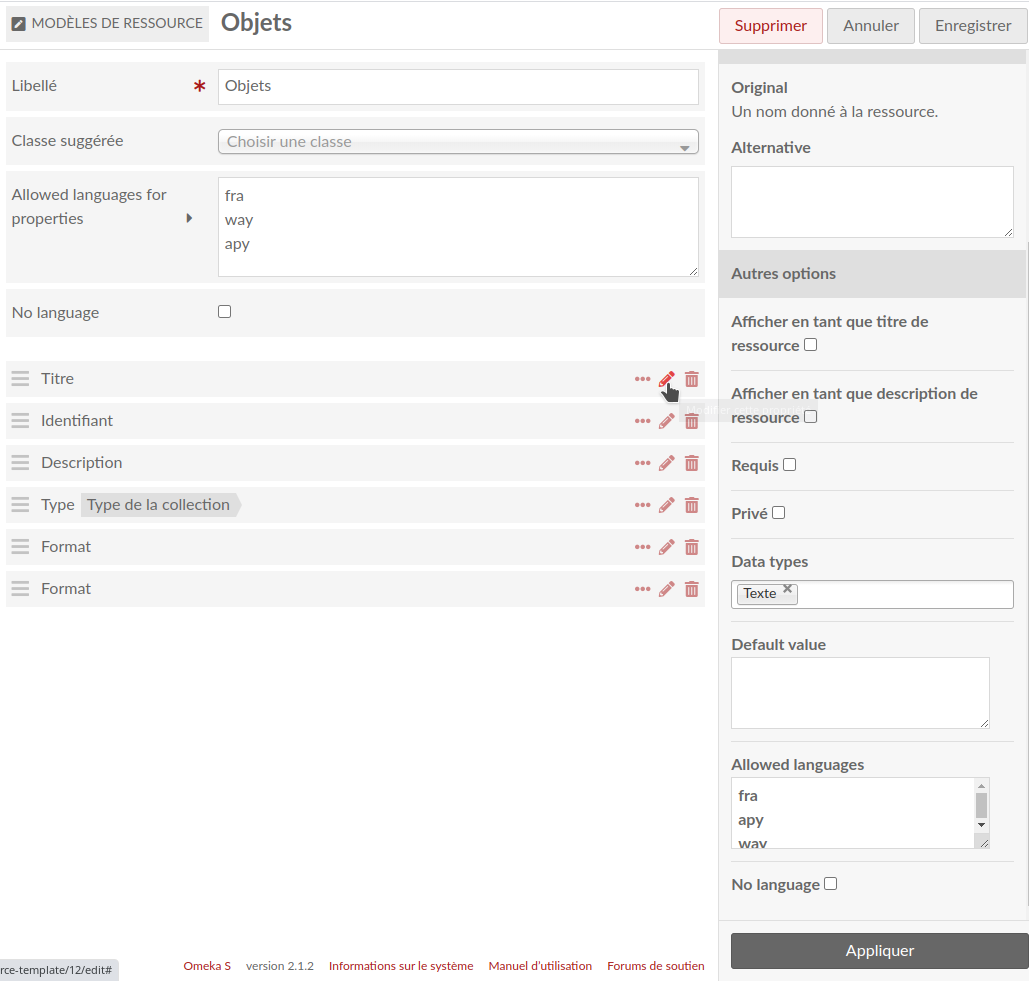 MODÈLES DE RESSOURCE
Objets
Supprimer
Annuler
Enregistrer
Libellé
*
Objets
Classe suggérée
Choisir une classe
Allowed languages for
properties
fra
way
apy
No language
Titre
Identifiant
Description
Type
Type de la collection
Format
Format
Original
Un nom donné à la ressource.
Alternative
Autres options
Afficher en tant que titre de
ressource
Afficher en tant que description de
ressource
Requis
Privé
Data types
Texte
Default value
Allowed languages
fra
apy
way
No language
Appliquer
rce-template/12/edit#
Omeka S
version 2.1.2
Informations sur le système
Manuel d'utilisation
Forums de soutien